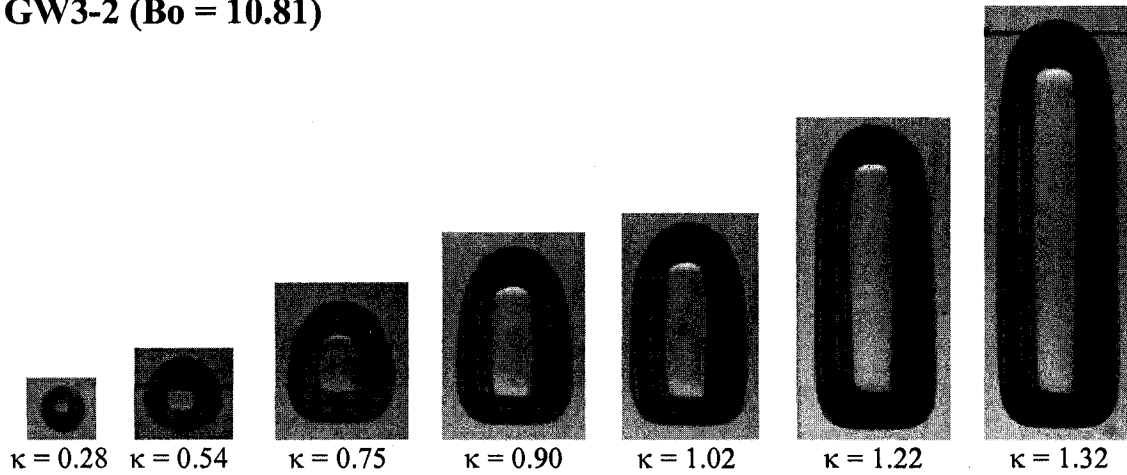 GW3-2 (Bo = 10.81)
κ = 0.28 κ = 0.54 κ = 0.75 κ = 0.90 κ = 1.02 κ = 1.22 κ = 1.32